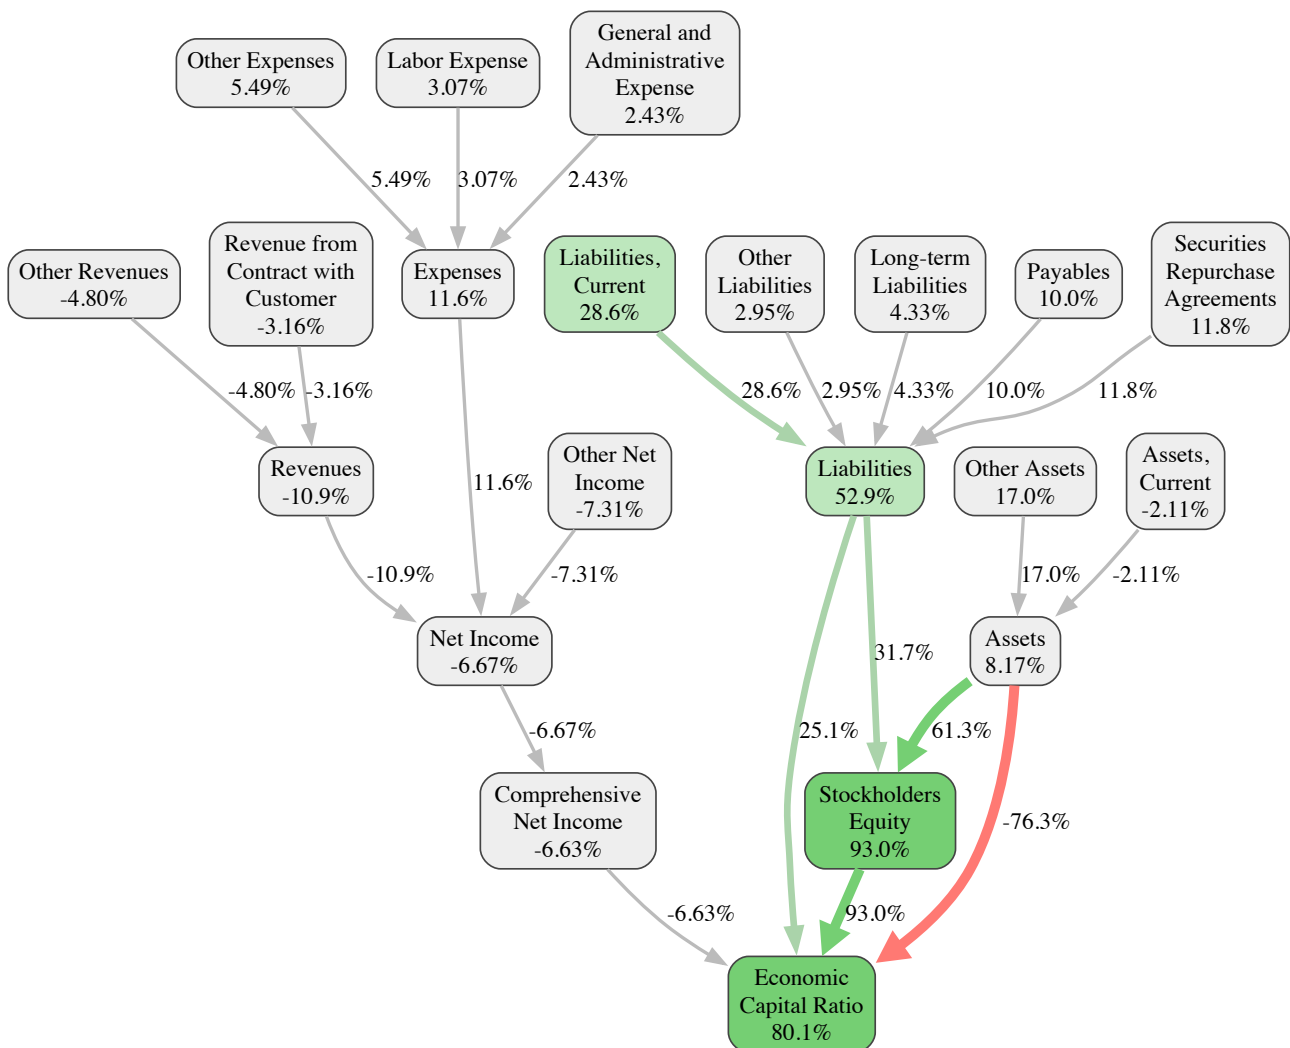 Other Expenses
5.49%
Labor Expense
3.07%
General and
Administrative
Expense
2.43%
5.49%
3.07%
2.43%
Other Revenues
-4.80%
Revenue from
Contract with
Customer
-3.16%
Expenses
11.6%
Liabilities,
Current
28.6%
Other
Liabilities
2.95%
Long-term
Liabilities
4.33%
Payables
10.0%
Securities
Repurchase
Agreements
11.8%
-4.80%
-3.16%
28.6%
2.95%
4.33%
10.0%
11.8%
Revenues
-10.9%
11.6%
Other Net
Income
-7.31%
Liabilities
52.9%
Other Assets
17.0%
Assets,
Current
-2.11%
-10.9%
-7.31%
17.0%
-2.11%
Net Income
-6.67%
31.7%
Assets
8.17%
-6.67%
25.1%
61.3%
Comprehensive
Net Income
-6.63%
Stockholders
Equity
93.0%
-76.3%
-6.63%
93.0%
Economic
Capital Ratio
80.1%